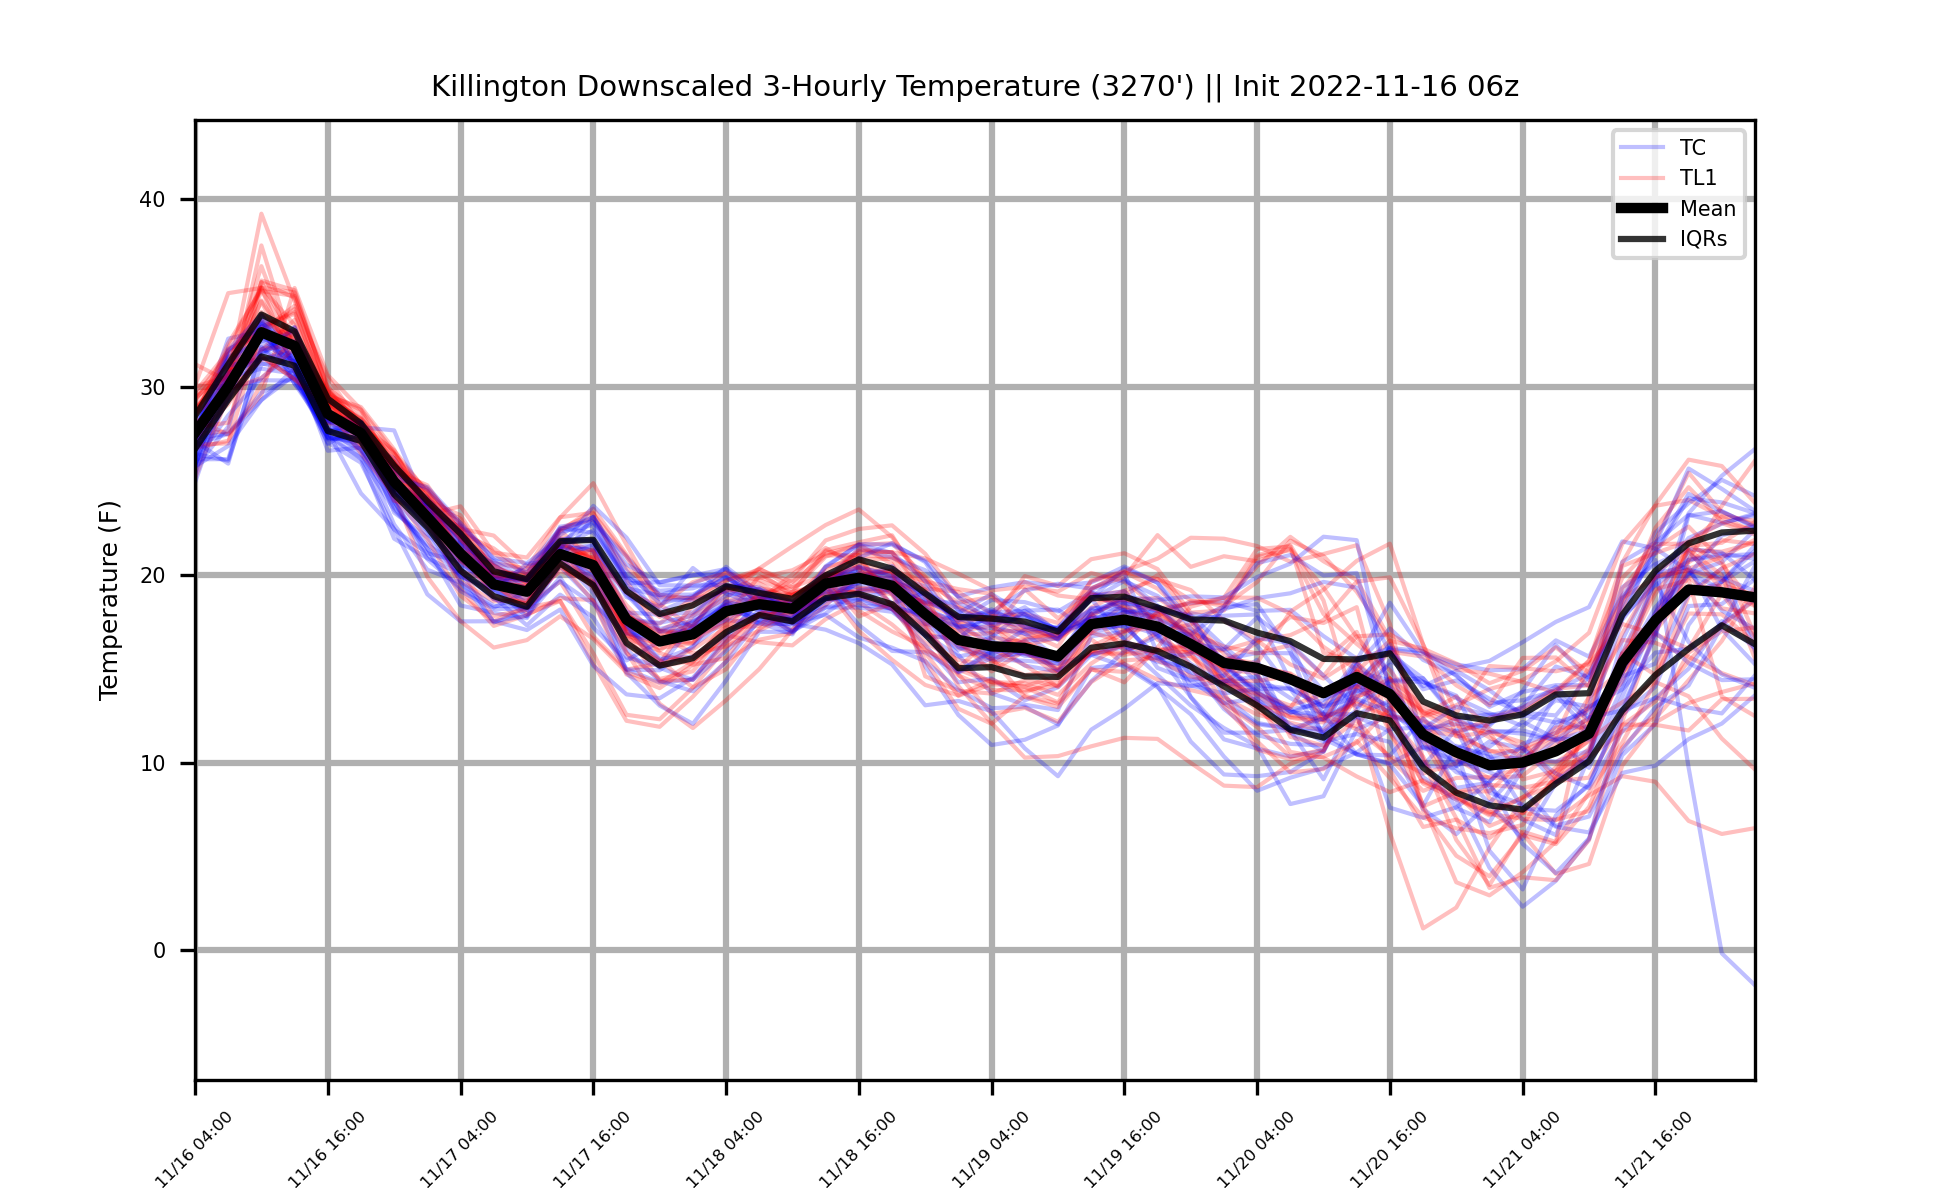 Killington Downscaled 3-Hourly Temperature (3270') || Init 2022-11-16 06z
TC
TL1
Mean
IQRs
Temperature (F)
40
30
20
10
0
11/16 04:00
11/16 16:00
11/17 04:00
11/17 16:00
11/18 04:00
11/18 16:00
11/19 04:00
11/19 16:00
11/20 04:00
11/20 16:00
11/21 04:00
11/21 16:00